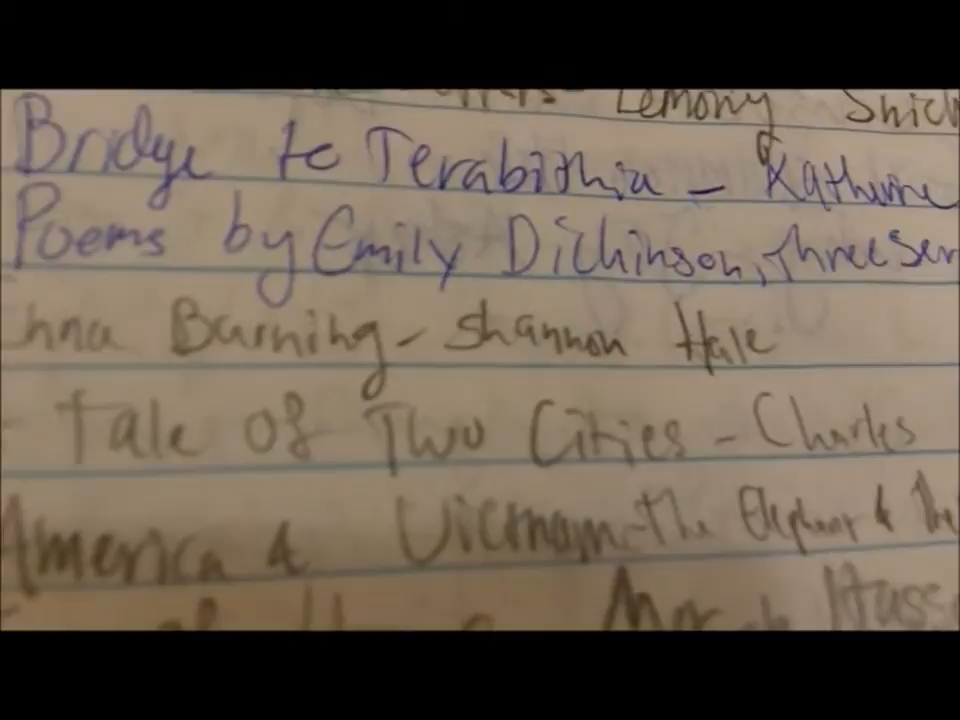 Lemony Snick
Bridge to Terabithia - Katherine
Poems by Emily Dickinson, three ser
nna Burning - Shannon Hale
Tale of Two Cities - Charles
America & Vietnam - The Elephant & the